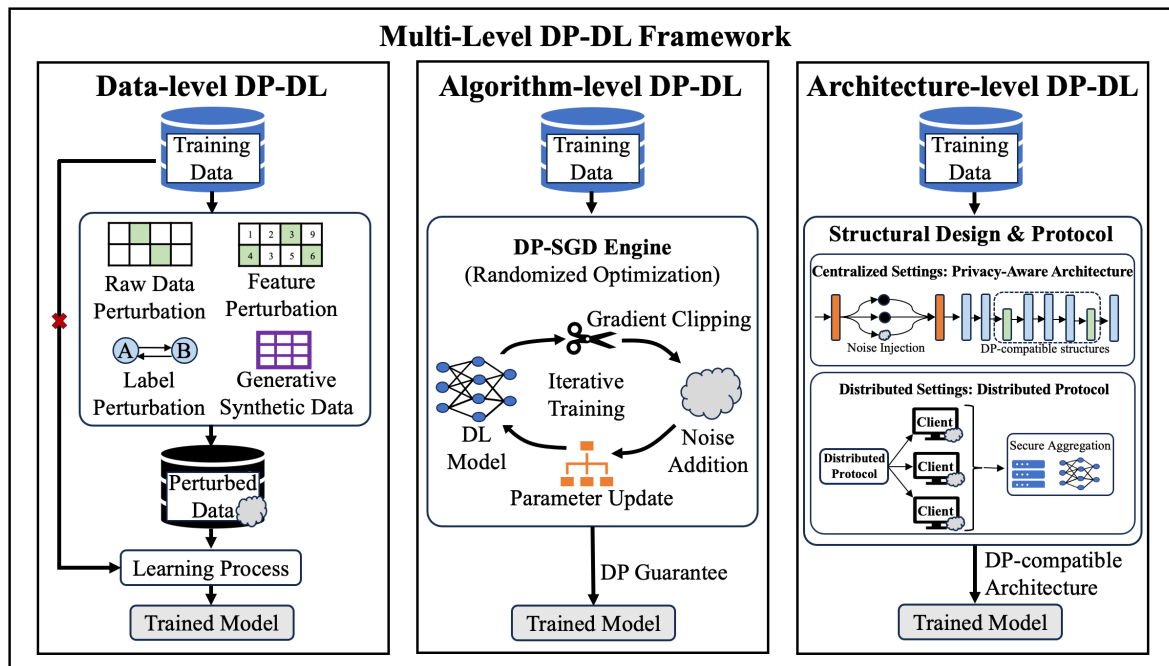 Multi-Level DP-DL Framework
Data-level DP-DL
Training
Data
1 2 3 9
4 3 5 6
Raw Data
Perturbation
Feature
Perturbation
A B
Label
Perturbation
Generative
Synthetic Data
Perturbed
Data
Learning Process
Trained Model
Algorithm-level DP-DL
Training
Data
DP-SGD Engine
(Randomized Optimization)
Gradient Clipping
Iterative
Training
DL
Model
Noise
Addition
Parameter Update
DP Guarantee
Trained Model
Architecture-level DP-DL
Training
Data
Structural Design & Protocol
Centralized Settings: Privacy-Aware Architecture
Noise Injection
DP-compatible structures
Distributed Settings: Distributed Protocol
Client
Distributed
Protocol
Client
Client
Secure Aggregation
DP-compatible
Architecture
Trained Model